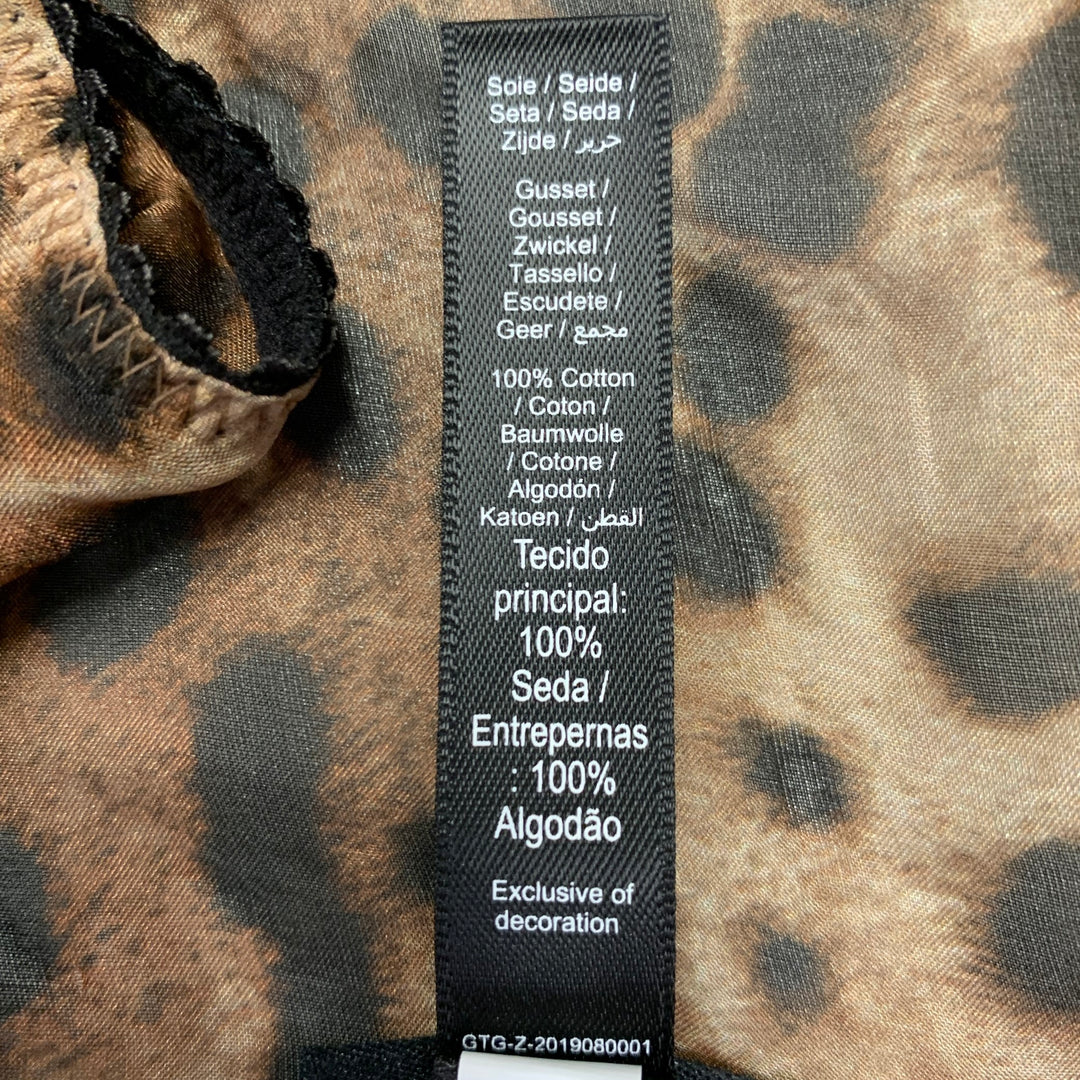 Soie / Seide /
Seta / Seda /
Zijde / حرير
Gusset /
Gousset /
Zwickel /
Tassello /
Escudete /
Geer / مجمع
100% Cotton
/ Coton /
Baumwolle
/ Cotone /
Algodón /
Katoen / القطن
Tecido
principal:
100%
Seda /
Entrepernas
: 100%
Algodão
Exclusive of
decoration
GTG-Z-2019080001